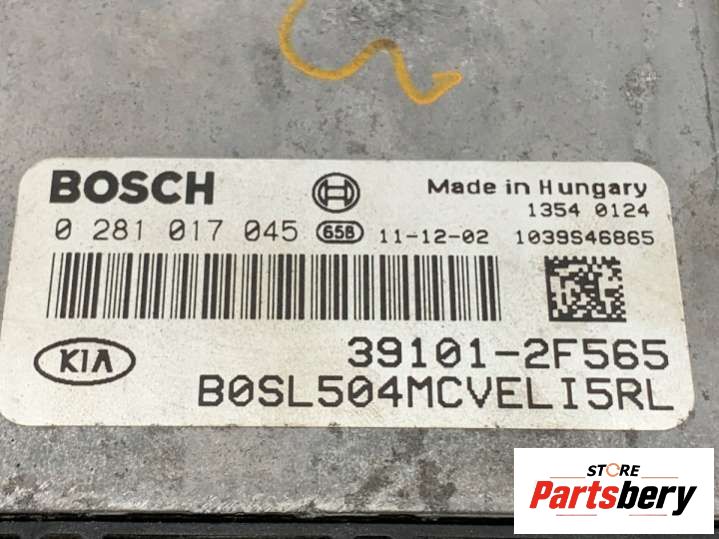 BOSCH
Made in Hungary
1354 0124
0 281 017 045 65B 11-12-02 1039S46865
KIA
39101-2F565
B0SL504MCVELI5RL
STORE
Partsbery